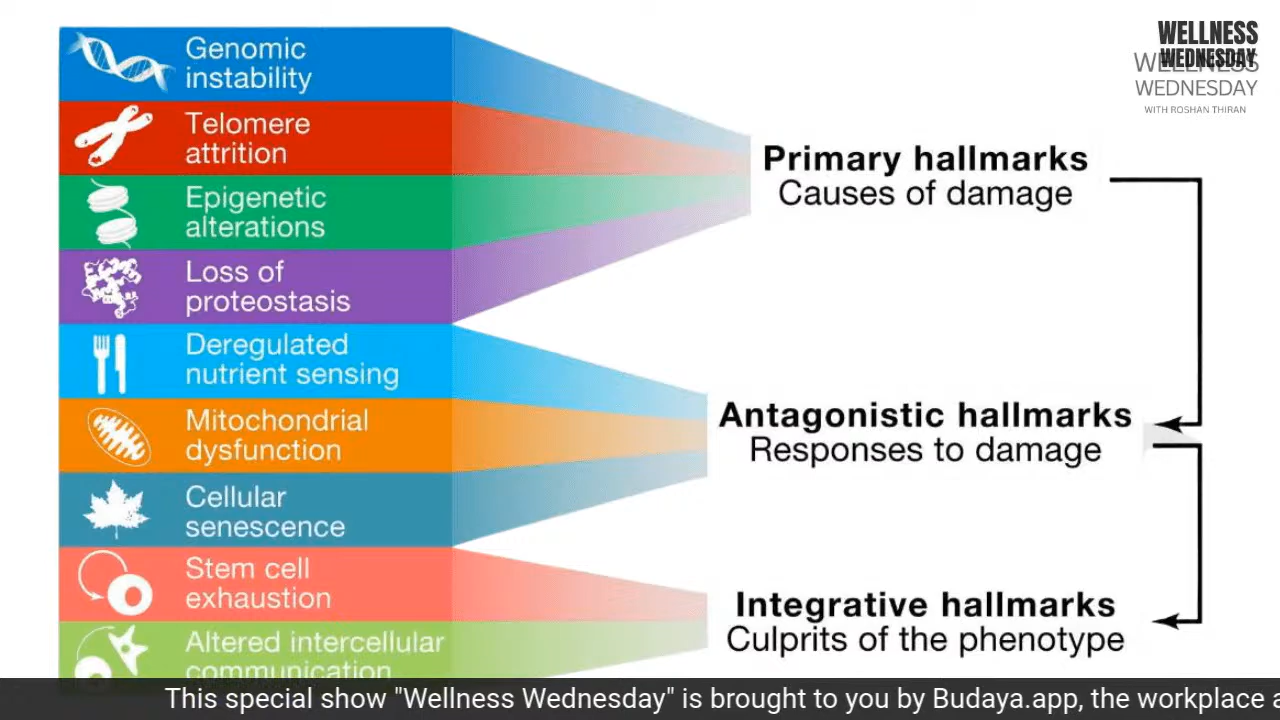 Genomic
instability
Telomere
attrition
Epigenetic
alterations
Loss of
proteostasis
Deregulated
nutrient sensing
Mitochondrial
dysfunction
Cellular
senescence
Stem cell
exhaustion
Altered intercellular
communication
Primary hallmarks
Causes of damage
Antagonistic hallmarks
Responses to damage
Integrative hallmarks
Culprits of the phenotype
WELLNESS
WEDNESDAY
WELLNESS
WEDNESDAY
WITH ROSHAN THIRAN
This special show "Wellness Wednesday" is brought to you by Budaya.app, the workplace a